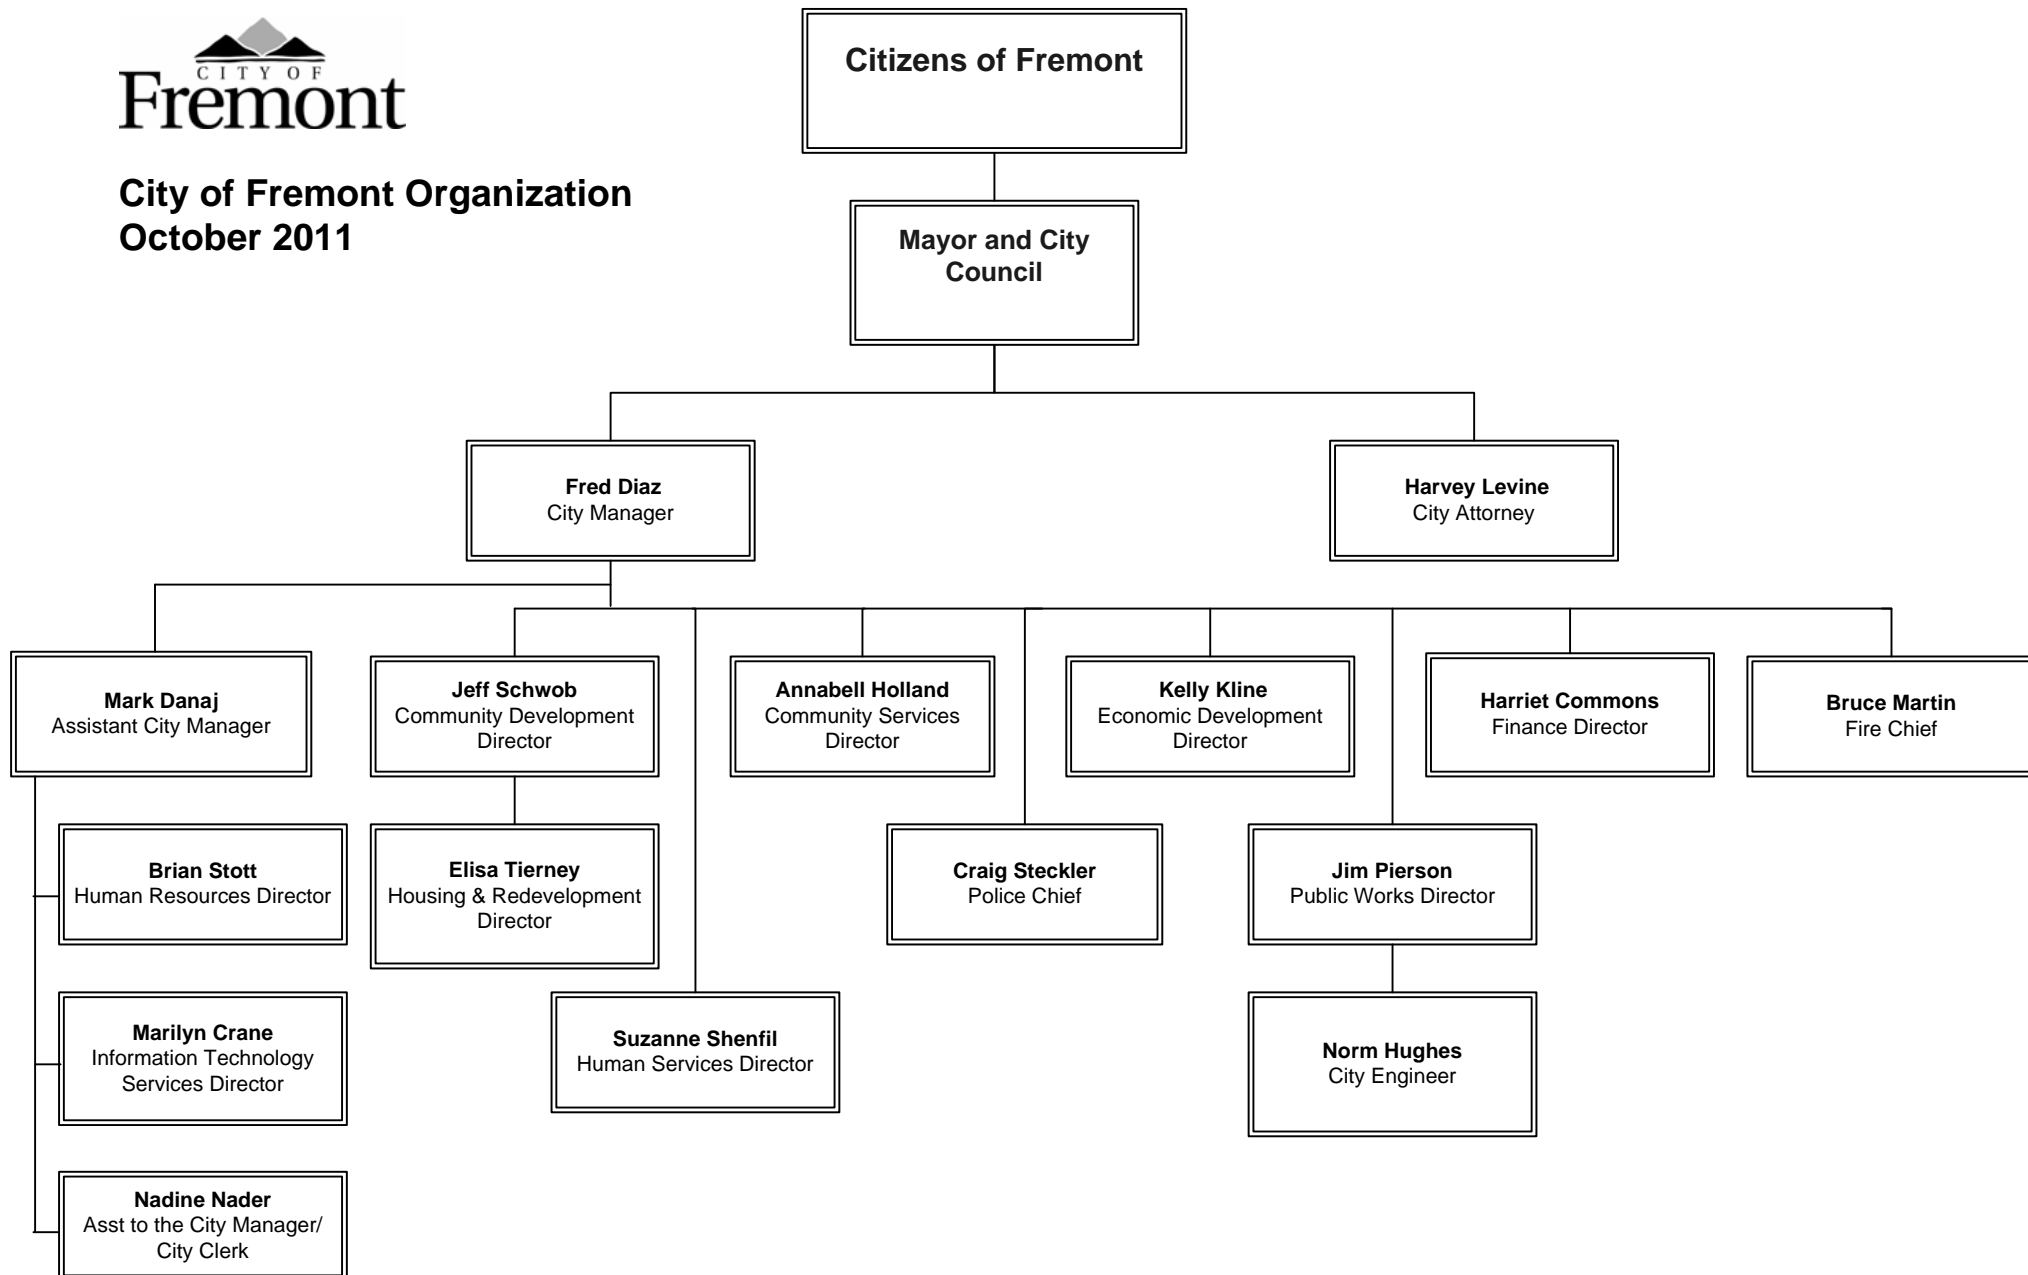 CITY OF
Fremont
City of Fremont Organization
October 2011
Citizens of Fremont
Mayor and City
Council
Fred Diaz
City Manager
Harvey Levine
City Attorney
Mark Danaj
Assistant City Manager
Jeff Schwob
Community Development
Director
Annabell Holland
Community Services
Director
Kelly Kline
Economic Development
Director
Harriet Commons
Finance Director
Bruce Martin
Fire Chief
Brian Stott
Human Resources Director
Elisa Tierney
Housing & Redevelopment
Director
Craig Steckler
Police Chief
Jim Pierson
Public Works Director
Marilyn Crane
Information Technology
Services Director
Suzanne Shenfil
Human Services Director
Norm Hughes
City Engineer
Nadine Nader
Asst to the City Manager/
City Clerk